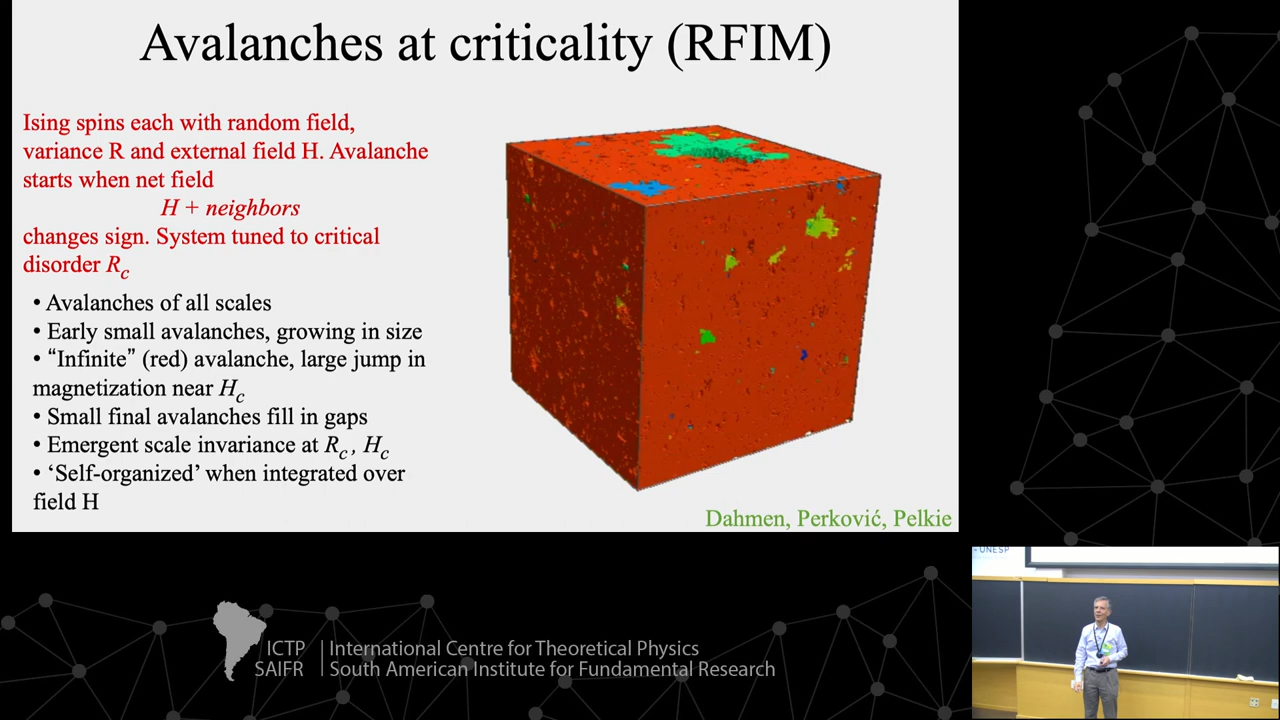 Avalanches at criticality (RFIM)
Ising spins each with random field,
variance R and external field H. Avalanche
starts when net field
H + neighbors
changes sign. System tuned to critical
disorder Rc
• Avalanches of all scales
• Early small avalanches, growing in size
• “Infinite” (red) avalanche, large jump in
magnetization near Hc
• Small final avalanches fill in gaps
• Emergent scale invariance at Rc, Hc
• ‘Self-organized’ when integrated over
field H
Dahmen, Perković, Pelkie
UNESP
ICTP | International Centre for Theoretical Physics
SAIFR | South American Institute for Fundamental Research